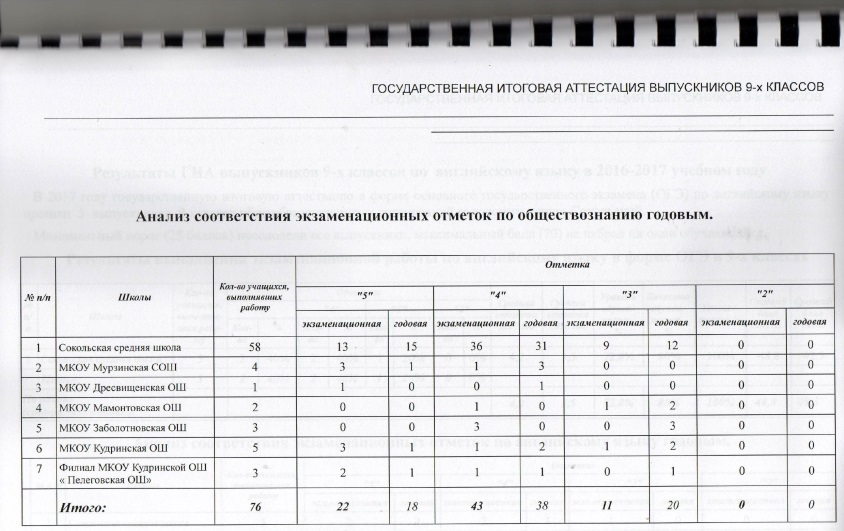 ГОСУДАРСТВЕННАЯ ИТОГОВАЯ АТТЕСТАЦИЯ ВЫПУСКНИКОВ 9-х КЛАССОВ
Анализ соответствия экзаменационных отметок по обществознанию годовым.
№ п/п Школы Кол-во учащихся, выполнявших работу Отметка
"5" "4" "3" "2"
экзаменационная годовая экзаменационная годовая экзаменационная годовая экзаменационная годовая
1 Сокольская средняя школа 58 13 15 36 31 9 12 0 0
2 МКОУ Мурзинская СОШ 4 3 1 1 3 0 0 0 0
3 МКОУ Дресвищенская ОШ 1 1 0 0 1 0 0 0 0
4 МКОУ Мамонтовская ОШ 2 0 0 1 0 1 2 0 0
5 МКОУ Заболотновская ОШ 3 0 0 3 0 0 3 0 0
6 МКОУ Кудринская ОШ 5 3 1 1 2 1 2 0 0
7 Филиал МКОУ Кудринской ОШ « Пелеговская ОШ» 3 2 1 1 1 0 1 0 0
Итого: 76 22 18 43 38 11 20 0 0